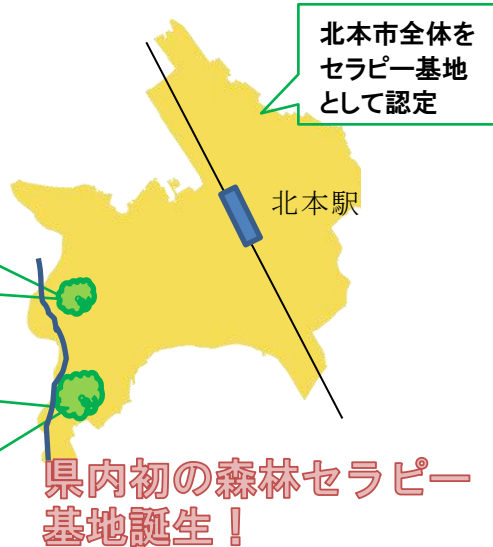 北本市全体を
セラピー基地
として認定
北本駅
県内初の森林セラピー
基地誕生！